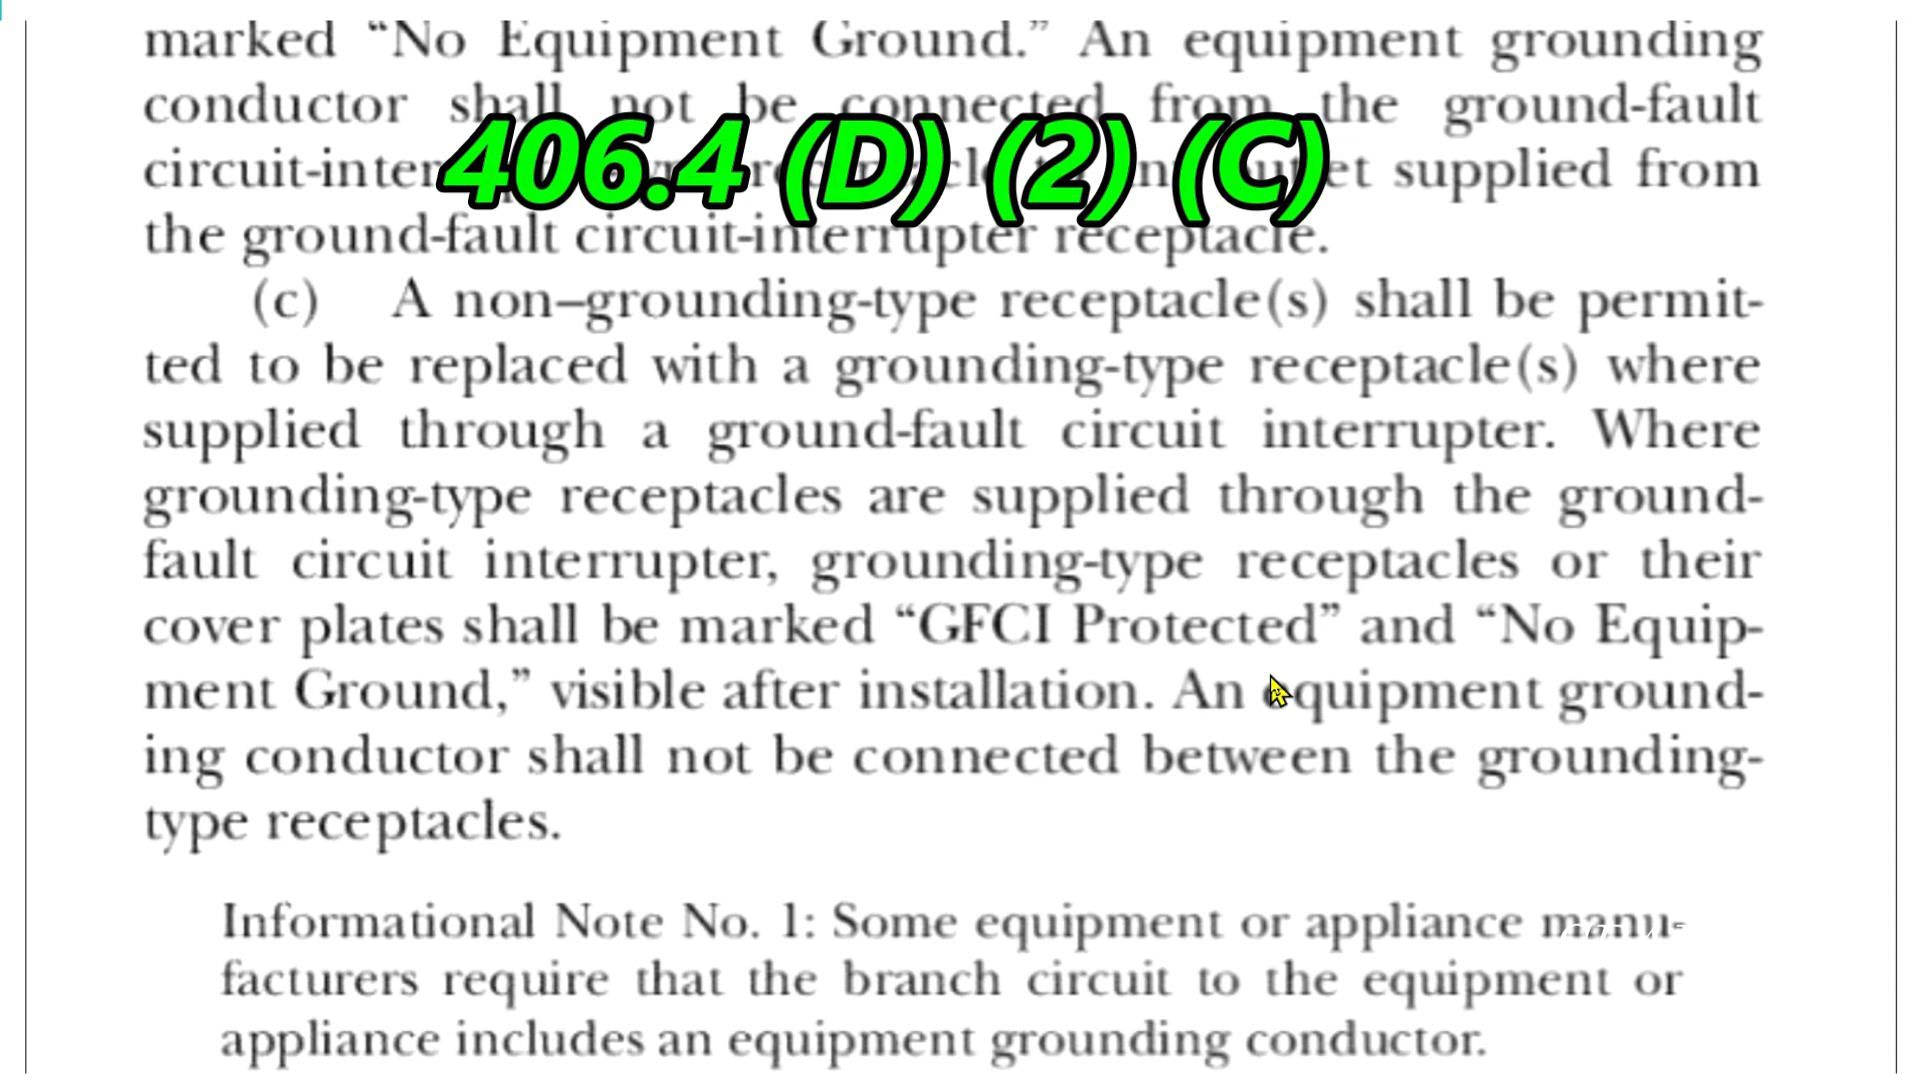 marked “No Equipment Ground.” An equipment grounding
conductor shall not be connected from the ground-fault
406.4 (D) (2) (C)
circuit-inter et supplied from
the ground-fault circuit-interrupter receptacle.
(c) A non–grounding-type receptacle(s) shall be permit-
ted to be replaced with a grounding-type receptacle(s) where
supplied through a ground-fault circuit interrupter. Where
grounding-type receptacles are supplied through the ground-
fault circuit interrupter, grounding-type receptacles or their
cover plates shall be marked “GFCI Protected” and “No Equip-
ment Ground,” visible after installation. An equipment ground-
ing conductor shall not be connected between the grounding-
type receptacles.
Informational Note No. 1: Some equipment or appliance manu-
facturers require that the branch circuit to the equipment or
appliance includes an equipment grounding conductor.